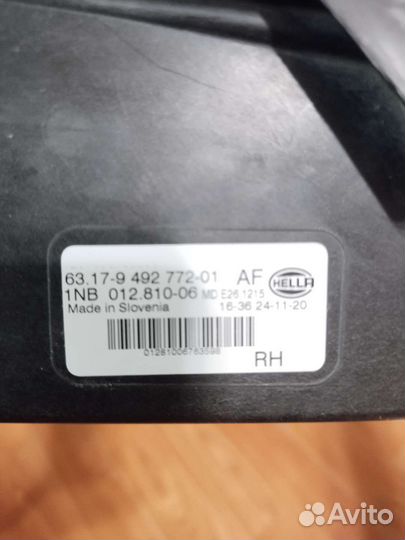 63.17-9 492 772-01 AF HELLA
1NB 012.810-06 MD E26.1215
Made in Slovenia 16-36 24-11-20
01281006783598
RH
Avito